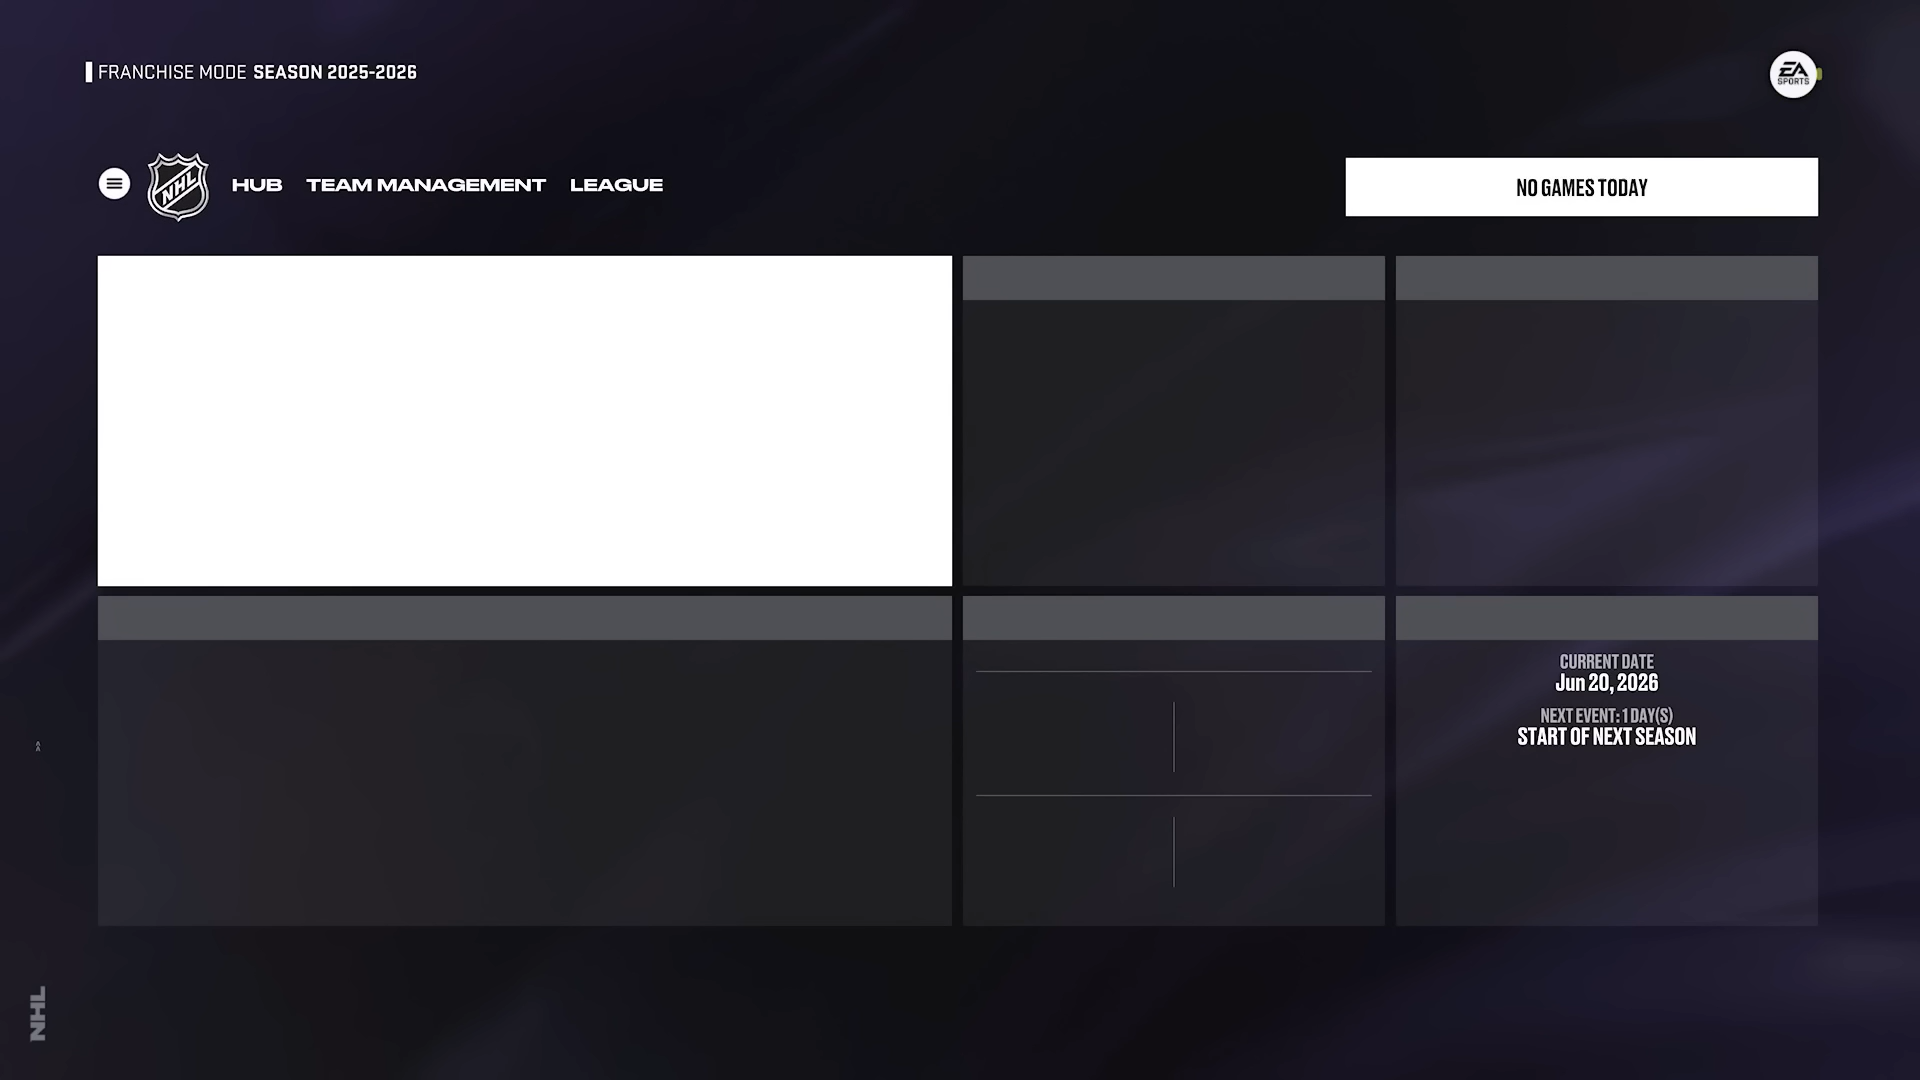 FRANCHISE MODE SEASON 2025-2026
EA
SPORTS
NHL
HUB
TEAM MANAGEMENT
LEAGUE
NO GAMES TODAY
CURRENT DATE
Jun 20, 2026
NEXT EVENT: 1 DAY(S)
START OF NEXT SEASON
NHL